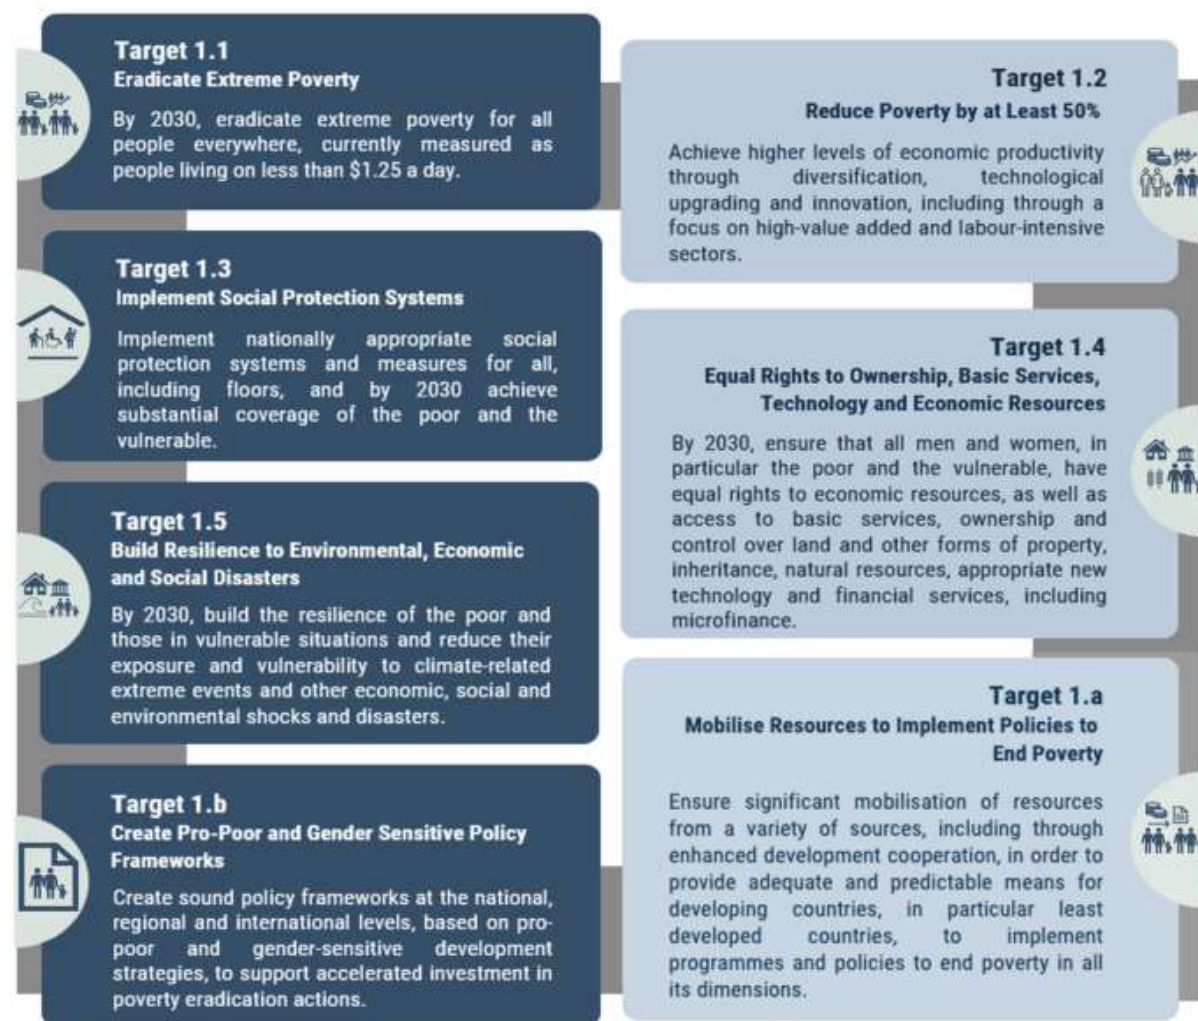 Target 1.1
Eradicate Extreme Poverty
By 2030, eradicate extreme poverty for all
people everywhere, currently measured as
people living on less than $1.25 a day.
Target 1.2
Reduce Poverty by at Least 50%
Achieve higher levels of economic productivity
through diversification, technological
upgrading and innovation, including through a
focus on high-value added and labour-intensive
sectors.
Target 1.3
Implement Social Protection Systems
Implement nationally appropriate social
protection systems and measures for all,
including floors, and by 2030 achieve
substantial coverage of the poor and the
vulnerable.
Target 1.4
Equal Rights to Ownership, Basic Services,
Technology and Economic Resources
By 2030, ensure that all men and women, in
particular the poor and the vulnerable, have
equal rights to economic resources, as well as
access to basic services, ownership and
control over land and other forms of property,
inheritance, natural resources, appropriate new
technology and financial services, including
microfinance.
Target 1.5
Build Resilience to Environmental, Economic
and Social Disasters
By 2030, build the resilience of the poor and
those in vulnerable situations and reduce their
exposure and vulnerability to climate-related
extreme events and other economic, social and
environmental shocks and disasters.
Target 1.a
Mobilise Resources to Implement Policies to
End Poverty
Ensure significant mobilisation of resources
from a variety of sources, including through
enhanced development cooperation, in order to
provide adequate and predictable means for
developing countries, in particular least
developed countries, to implement
programmes and policies to end poverty in all
its dimensions.
Target 1.b
Create Pro-Poor and Gender Sensitive Policy
Frameworks
Create sound policy frameworks at the national,
regional and international levels, based on pro-
poor and gender-sensitive development
strategies, to support accelerated investment in
poverty eradication actions.